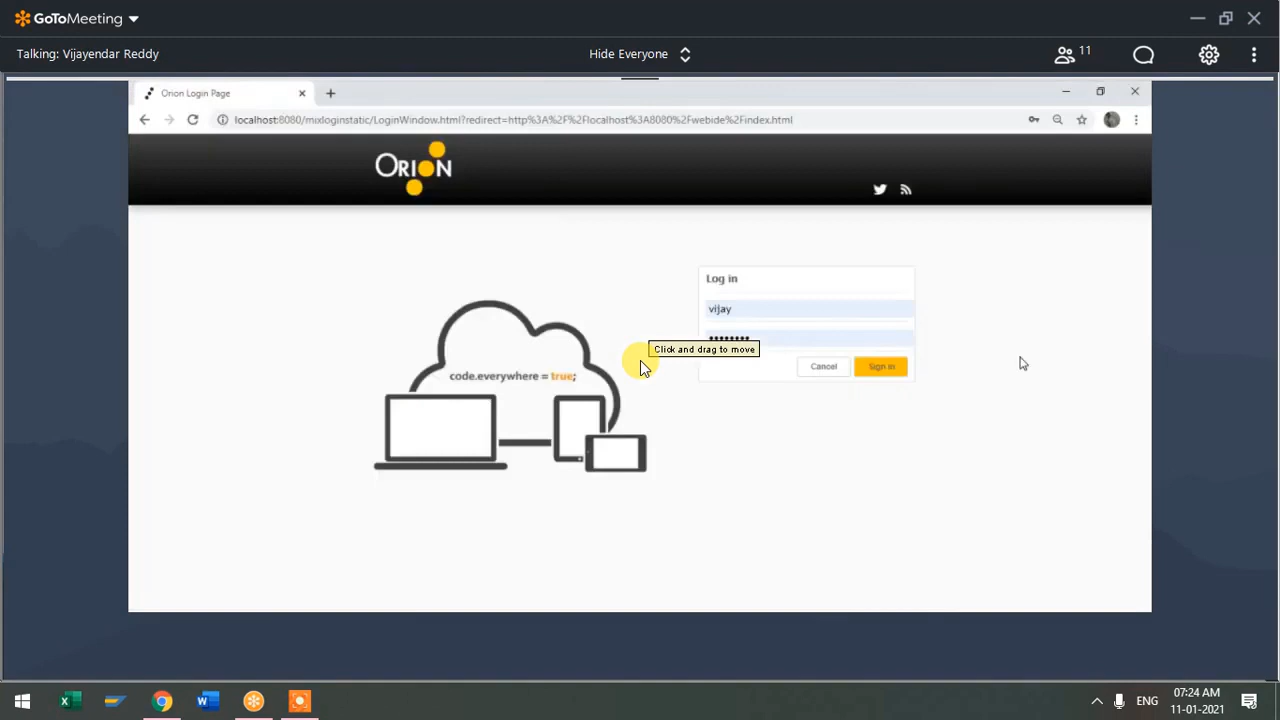 GoToMeeting
Talking: Vijayendar Reddy
Hide Everyone
11
Orion Login Page
localhost:8080/mixloginstatic/LoginWindow.html?redirect=http%3A%2F%2Flocalhost%3A8080%2Fwebide%2Findex.html
ORION
Log in
vijay
••••••••
Click and drag to move
Cancel
Sign in
code.everywhere = true;
ENG
07:24 AM
11-01-2021